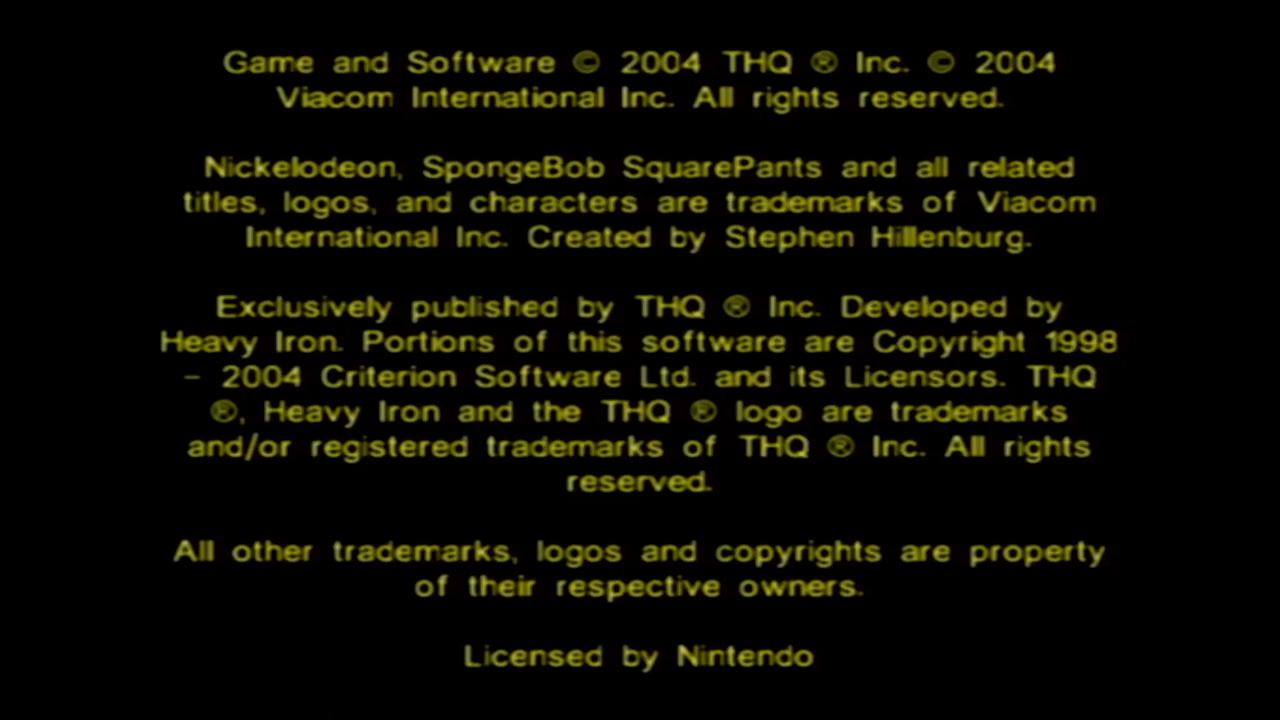 Game and Software © 2004 THQ ® Inc. © 2004
Viacom International Inc. All rights reserved.
Nickelodeon, SpongeBob SquarePants and all related
titles, logos, and characters are trademarks of Viacom
International Inc. Created by Stephen Hillenburg.
Exclusively published by THQ ® Inc. Developed by
Heavy Iron. Portions of this software are Copyright 1998
- 2004 Criterion Software Ltd. and its Licensors. THQ
®, Heavy Iron and the THQ ® logo are trademarks
and/or registered trademarks of THQ ® Inc. All rights
reserved.
All other trademarks, logos and copyrights are property
of their respective owners.
Licensed by Nintendo